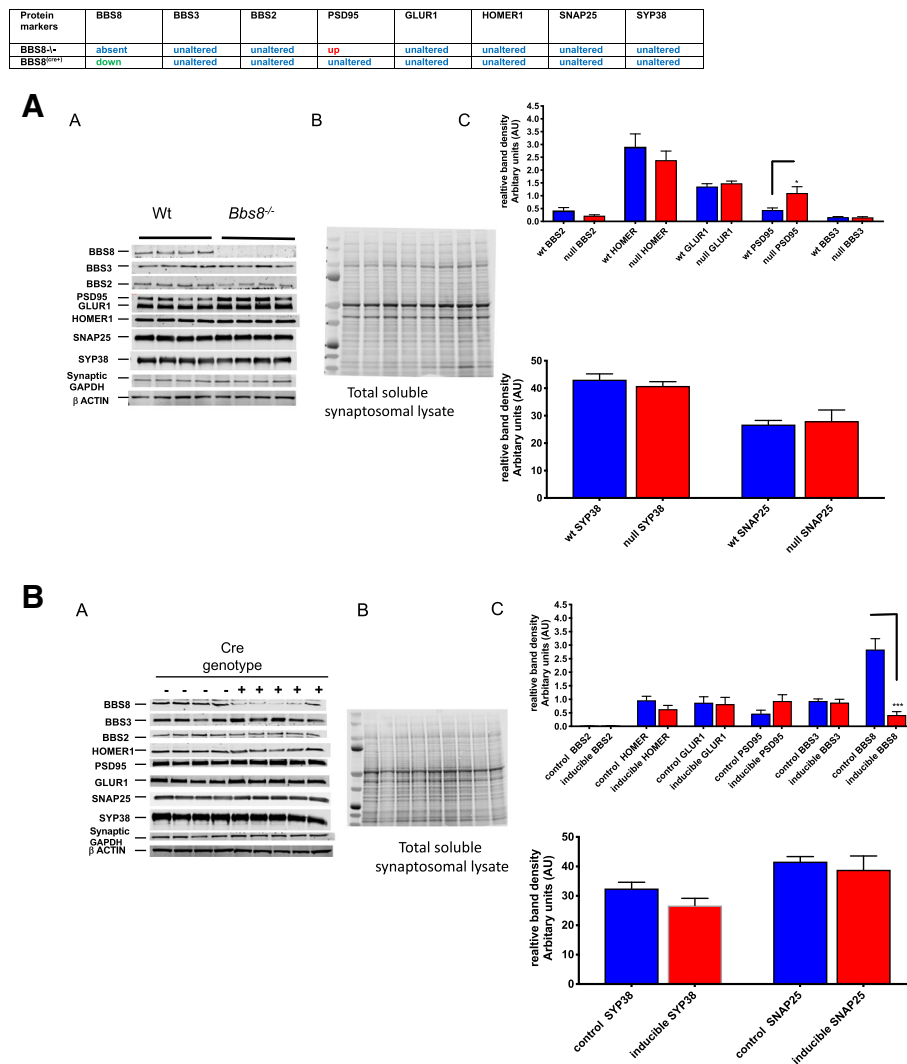 Protein markers BBS8 BBS3 BBS2 PSD95 GLUR1 HOMER1 SNAP25 SYP38
BBS8-\- absent unaltered unaltered up unaltered unaltered unaltered unaltered
BBS8(cre+) down unaltered unaltered unaltered unaltered unaltered unaltered unaltered
A
A
B
C
Wt Bbs8-/-
BBS8
BBS3
BBS2
PSD95
GLUR1
HOMER1
SNAP25
SYP38
Synaptic
GAPDH
β ACTIN
Total soluble
synaptosomal lysate
realtive band density
Arbitary units (AU)
4.5
4.0
3.5
3.0
2.5
2.0
1.5
1.0
0.5
0.0
*
wt BBS2
null BBS2
wt HOMER
null HOMER
wt GLUR1
null GLUR1
wt PSD95
null PSD95
wt BBS3
null BBS3
realtive band density
Arbitary units (AU)
50
40
30
20
10
0
wt SYP38
null SYP38
wt SNAP25
null SNAP25
B
A
B
C
Cre
genotype
- - - - + + + + +
BBS8
BBS3
BBS2
HOMER1
PSD95
GLUR1
SNAP25
SYP38
Synaptic
GAPDH
β ACTIN
Total soluble
synaptosomal lysate
realtive band density
Arbitary units (AU)
4.5
4.0
3.5
3.0
2.5
2.0
1.5
1.0
0.5
0.0
***
control BBS2
inducible BBS2
control HOMER
inducible HOMER
control GLUR1
inducible GLUR1
control PSD95
inducible PSD95
control BBS3
inducible BBS3
control BBS8
inducible BBS8
realtive band density
Arbitary units (AU)
50
40
30
20
10
0
control SYP38
inducible SYP38
control SNAP25
inducible SNAP25